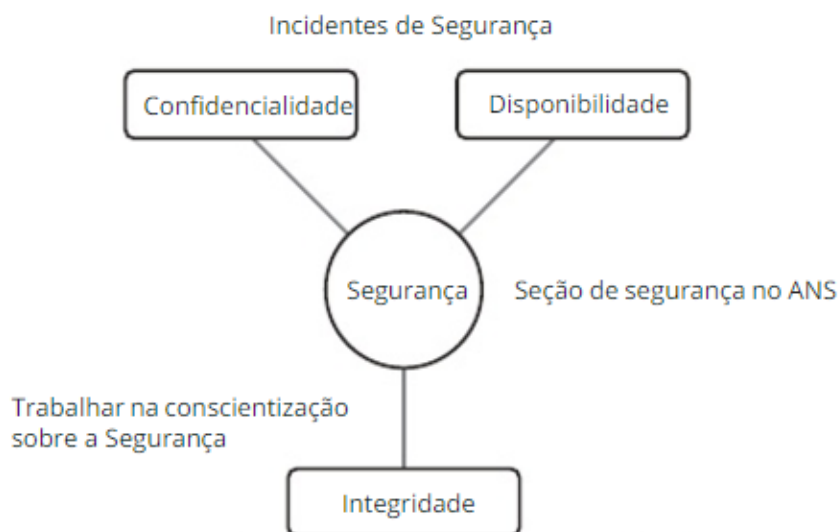 Incidentes de Segurança
Confidencialidade
Disponibilidade
Segurança
Seção de segurança no ANS
Trabalhar na conscientização
sobre a Segurança
Integridade